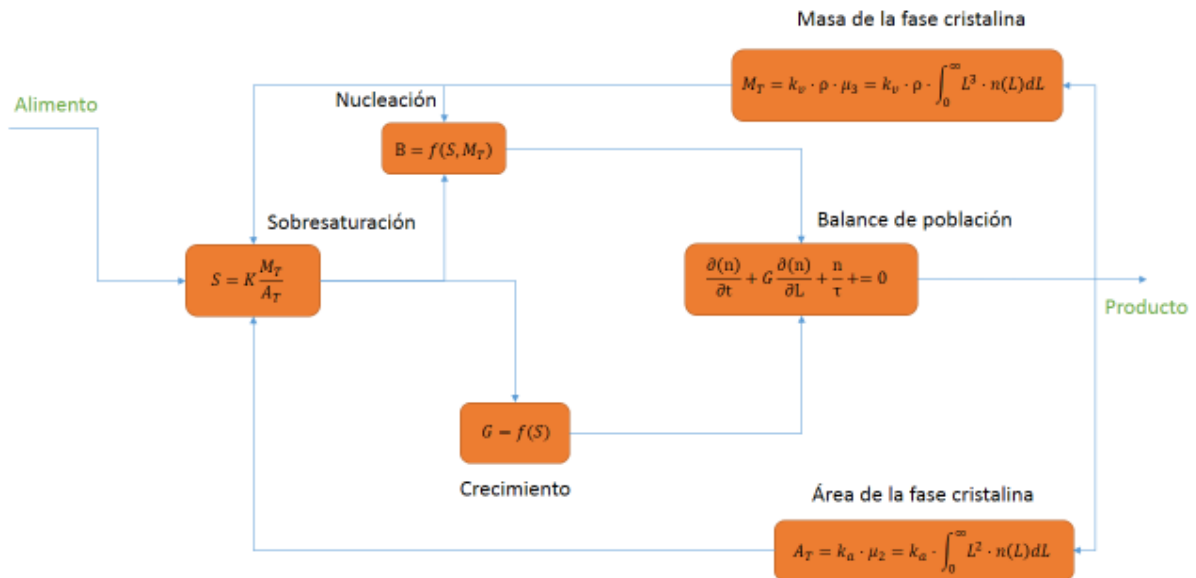 Masa de la fase cristalina
M_T = k_v · ρ · μ_3 = k_v · ρ · ∫_0^∞ L^3 · n(L)dL
Alimento
Nucleación
B = f(S, M_T)
Sobresaturación
S = K M_T/A_T
Balance de población
∂(n)/∂t + G ∂(n)/∂L + n/τ += 0
Producto
G = f(S)
Crecimiento
Área de la fase cristalina
A_T = k_a · μ_2 = k_a · ∫_0^∞ L^2 · n(L)dL